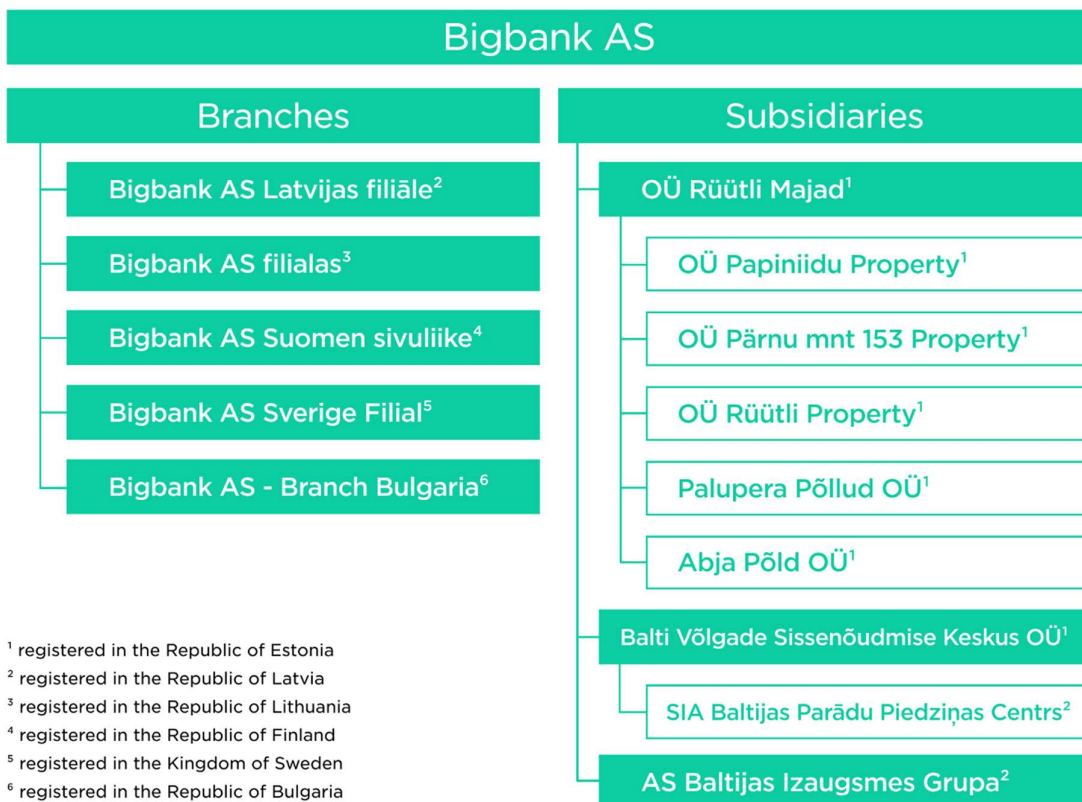 Bigbank AS
Branches
Bigbank AS Latvijas filiāle²
Bigbank AS filialas³
Bigbank AS Suomen sivuliike⁴
Bigbank AS Sverige Filial⁵
Bigbank AS - Branch Bulgaria⁶
Subsidiaries
OÜ Rüütli Majad¹
OÜ Papiniidu Property¹
OÜ Pärnu mnt 153 Property¹
OÜ Rüütli Property¹
Palupera Põllud OÜ¹
Abja Põld OÜ¹
Balti Võlgade Sissenõudmise Keskus OÜ¹
SIA Baltijas Parādu Piedziņas Centrs²
AS Baltijas Izaugsmes Grupa²
¹ registered in the Republic of Estonia
² registered in the Republic of Latvia
³ registered in the Republic of Lithuania
⁴ registered in the Republic of Finland
⁵ registered in the Kingdom of Sweden
⁶ registered in the Republic of Bulgaria